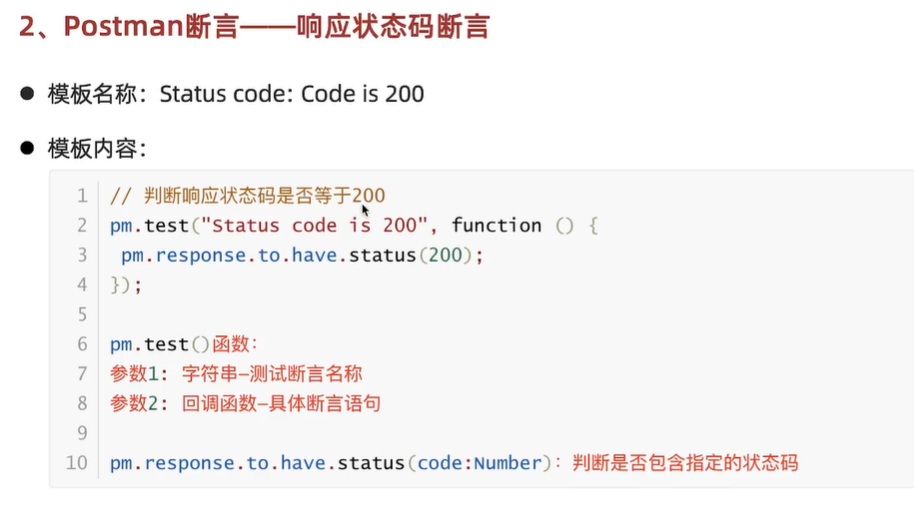 2、Postman断言——响应状态码断言
● 模板名称：Status code: Code is 200
● 模板内容：
1 // 判断响应状态码是否等于200
2 pm.test("Status code is 200", function () {
3 pm.response.to.have.status(200);
4 });
5
6 pm.test()函数：
7 参数1: 字符串—测试断言名称
8 参数2: 回调函数—具体断言语句
9
10 pm.response.to.have.status(code:Number): 判断是否包含指定的状态码